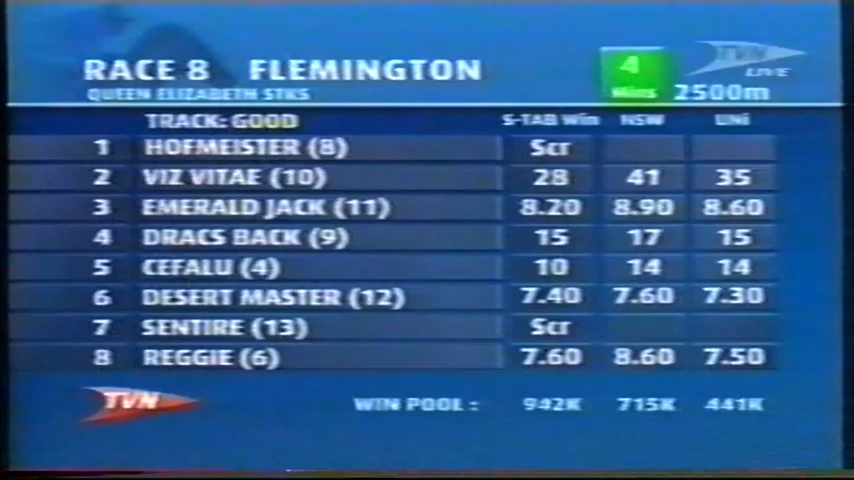 RACE 8 FLEMINGTON 4 TVN
QUEEN ELIZABETH STKS Mins 2500m LIVE
TRACK: GOOD S-TAB Win NSW UNi
1 HOFMEISTER (8) Scr
2 VIZ VITAE (10) 28 41 35
3 EMERALD JACK (11) 8.20 8.90 8.60
4 DRACS BACK (9) 15 17 15
5 CEFALU (4) 10 14 14
6 DESERT MASTER (12) 7.40 7.60 7.30
7 SENTIRE (13) Scr
8 REGGIE (6) 7.60 8.60 7.50
TVN WIN POOL : 942K 715K 441K